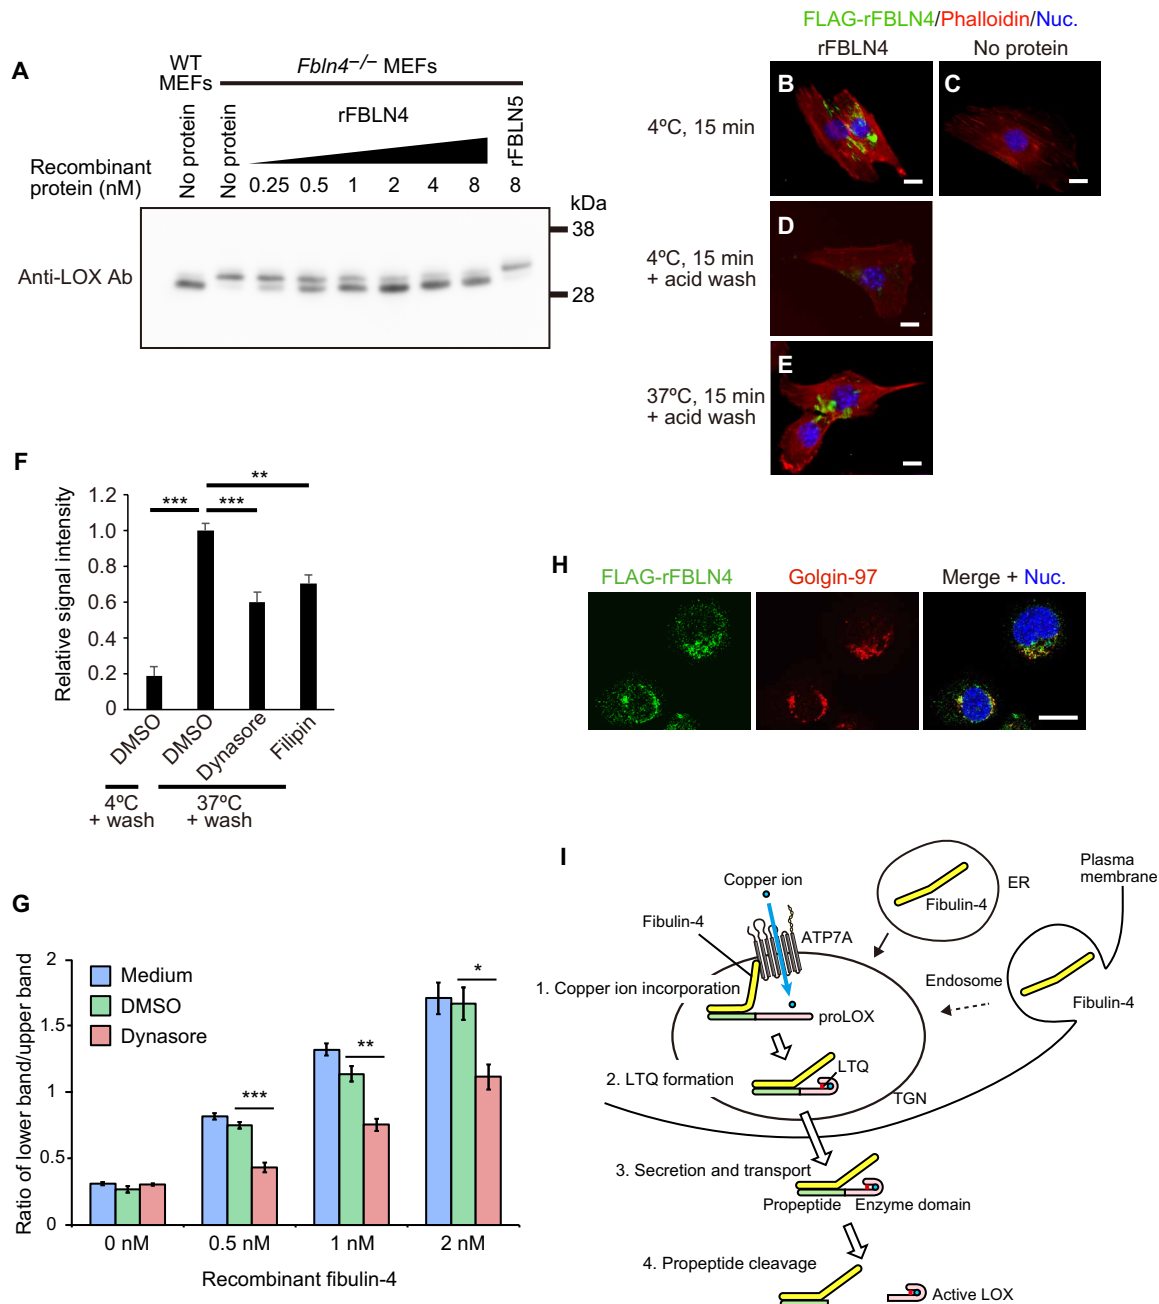 A
WT
MEFs
Fbln4–/– MEFs
No protein
No protein
rFBLN4
rFBLN5
Recombinant
protein (nM)
0.25 0.5 1 2 4 8 8
kDa
38
28
Anti-LOX Ab
FLAG-rFBLN4/Phalloidin/Nuc.
rFBLN4 No protein
4ºC, 15 min
B
C
4ºC, 15 min
+ acid wash
D
37ºC, 15 min
+ acid wash
E
F
Relative signal intensity
1.2
1.0
0.8
0.6
0.4
0.2
0
***
***
**
DMSO
DMSO
Dynasore
Filipin
4ºC
+ wash
37ºC
+ wash
H
FLAG-rFBLN4
Golgin-97
Merge + Nuc.
G
Ratio of lower band/upper band
2
1.5
1
0.5
0
Medium
DMSO
Dynasore
***
**
*
0 nM 0.5 nM 1 nM 2 nM
Recombinant fibulin-4
I
Copper ion
Fibulin-4
ATP7A
ER
Fibulin-4
Plasma
membrane
Endosome
Fibulin-4
1. Copper ion incorporation
proLOX
2. LTQ formation
LTQ
TGN
3. Secretion and transport
Propeptide Enzyme domain
4. Propeptide cleavage
Active LOX